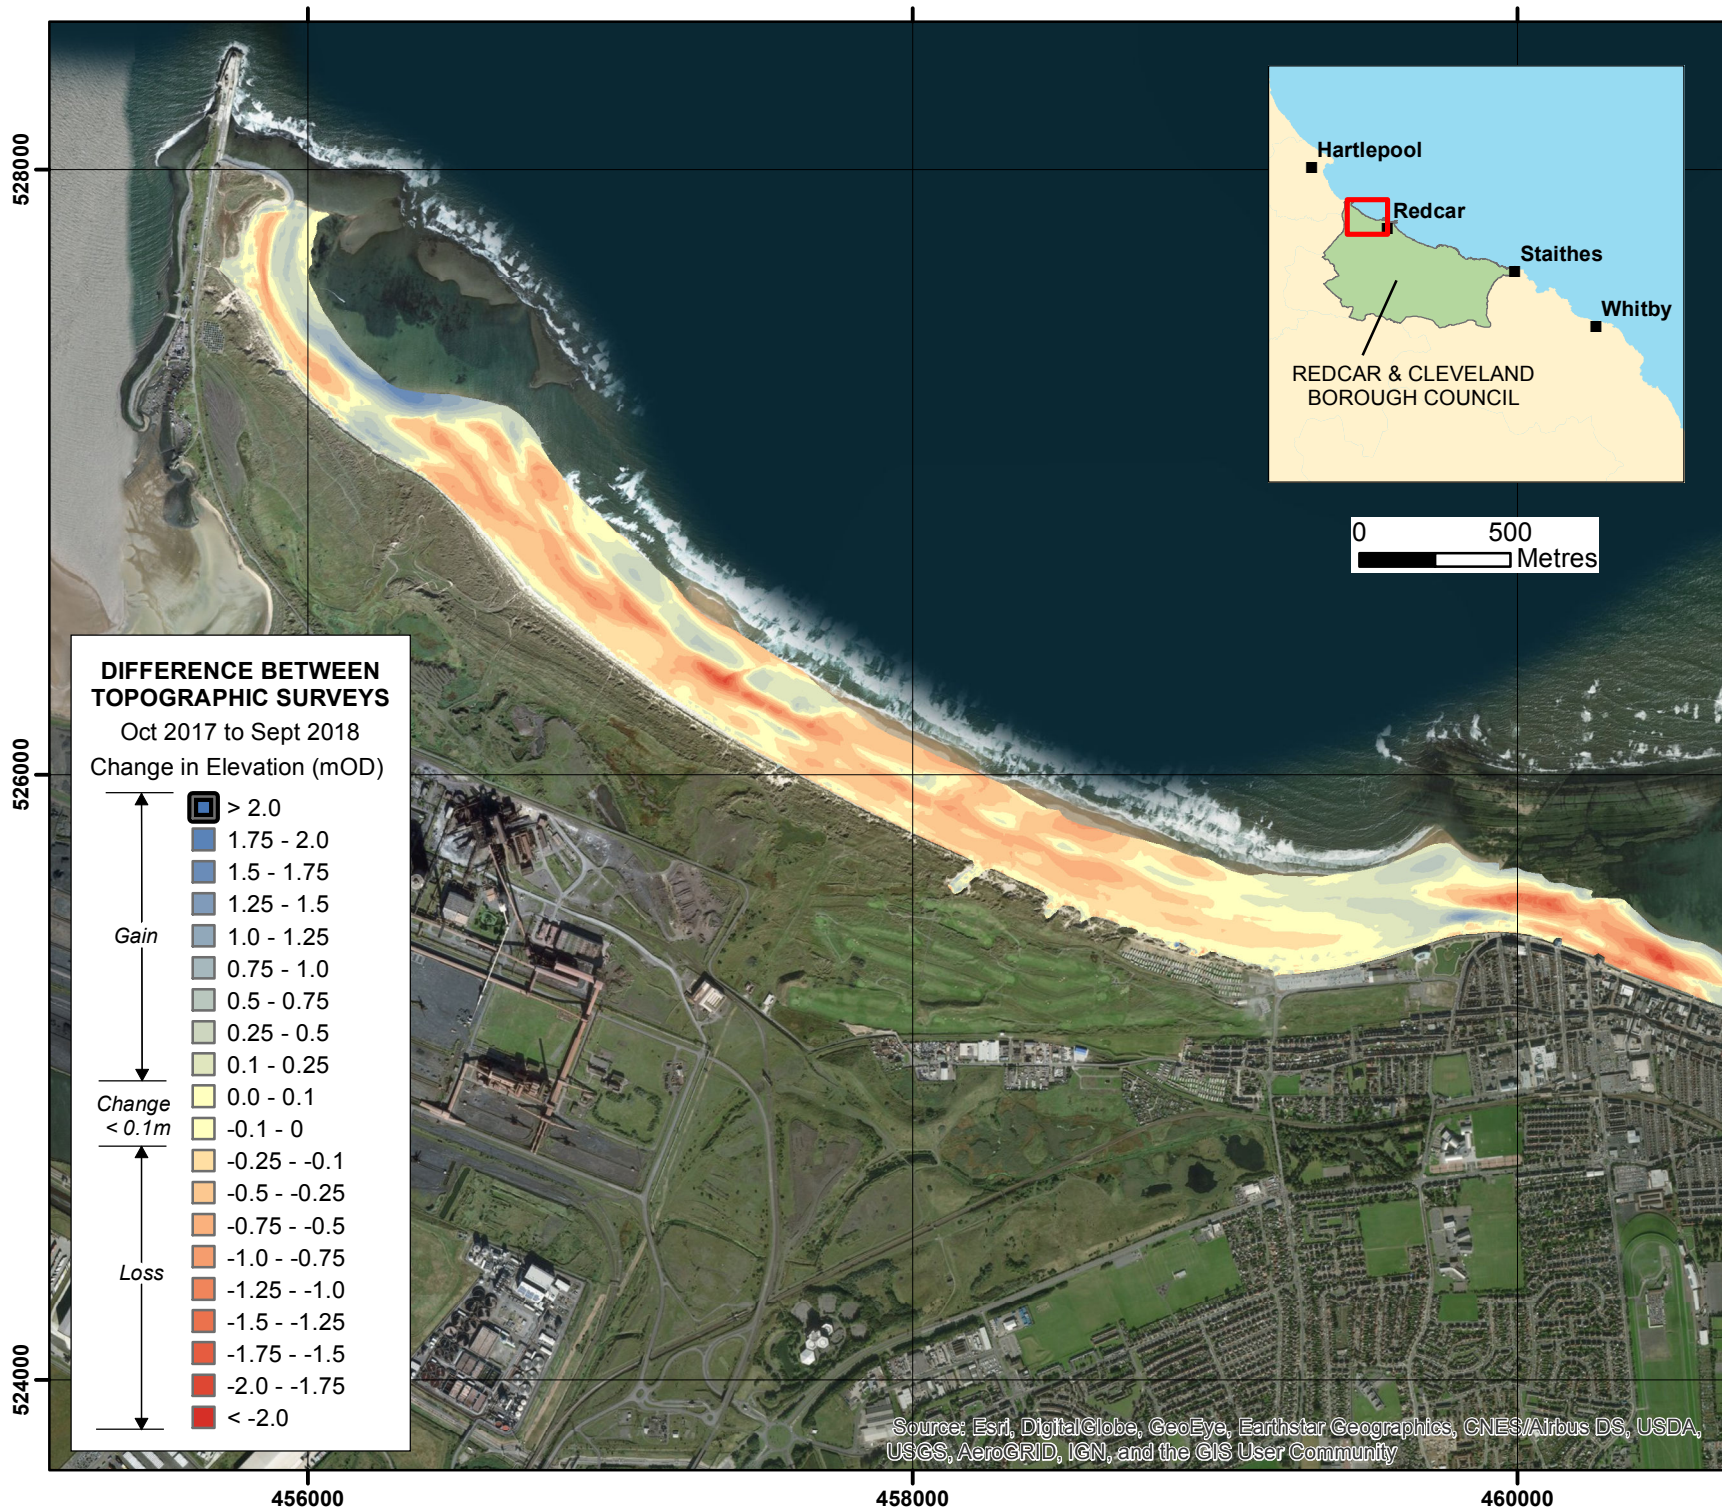 528000
526000
524000
456000
458000
460000
Hartlepool
Redcar
Staithes
Whitby
REDCAR & CLEVELAND
BOROUGH COUNCIL
0 500
Metres
DIFFERENCE BETWEEN
TOPOGRAPHIC SURVEYS
Oct 2017 to Sept 2018
Change in Elevation (mOD)
> 2.0
1.75 - 2.0
1.5 - 1.75
1.25 - 1.5
Gain
1.0 - 1.25
0.75 - 1.0
0.5 - 0.75
0.25 - 0.5
0.1 - 0.25
Change
< 0.1m
0.0 - 0.1
-0.1 - 0
-0.25 - -0.1
-0.5 - -0.25
-0.75 - -0.5
-1.0 - -0.75
Loss
-1.25 - -1.0
-1.5 - -1.25
-1.75 - -1.5
-2.0 - -1.75
< -2.0
Source: Esri, DigitalGlobe, GeoEye, Earthstar Geographics, CNES/Airbus DS, USDA,
USGS, AeroGRID, IGN, and the GIS User Community